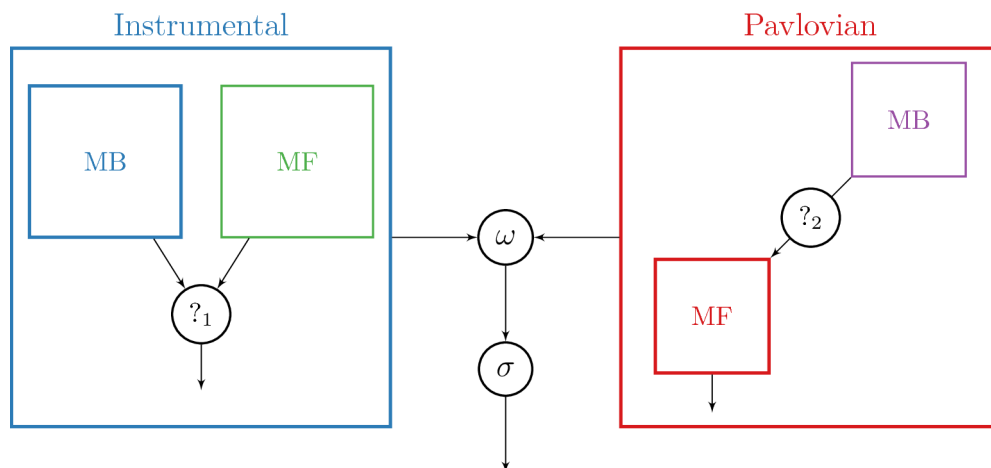 Instrumental
Pavlovian
MB
MF
MB
?₂
ω
?₁
MF
σ